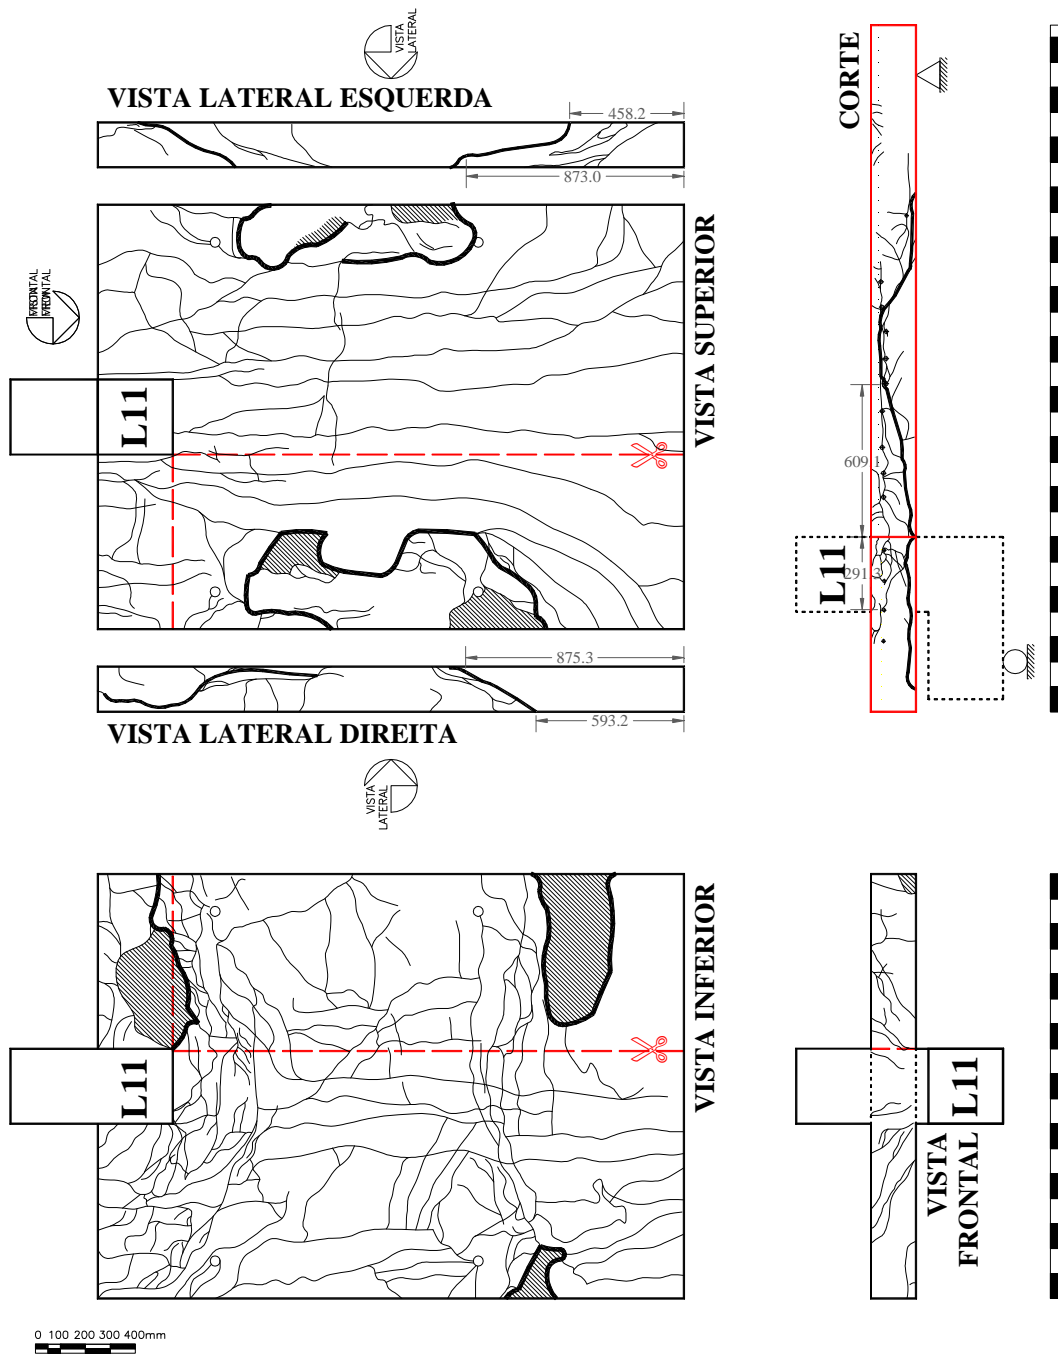 VISTA
LATERAL
VISTA LATERAL ESQUERDA
458.2
873.0
CORTE
VISTA SUPERIOR
L11
609.1
291.3
L11
875.3
593.2
VISTA LATERAL DIREITA
VISTA
LATERAL
VISTA INFERIOR
L11
L11
VISTA
FRONTAL
0 100 200 300 400mm